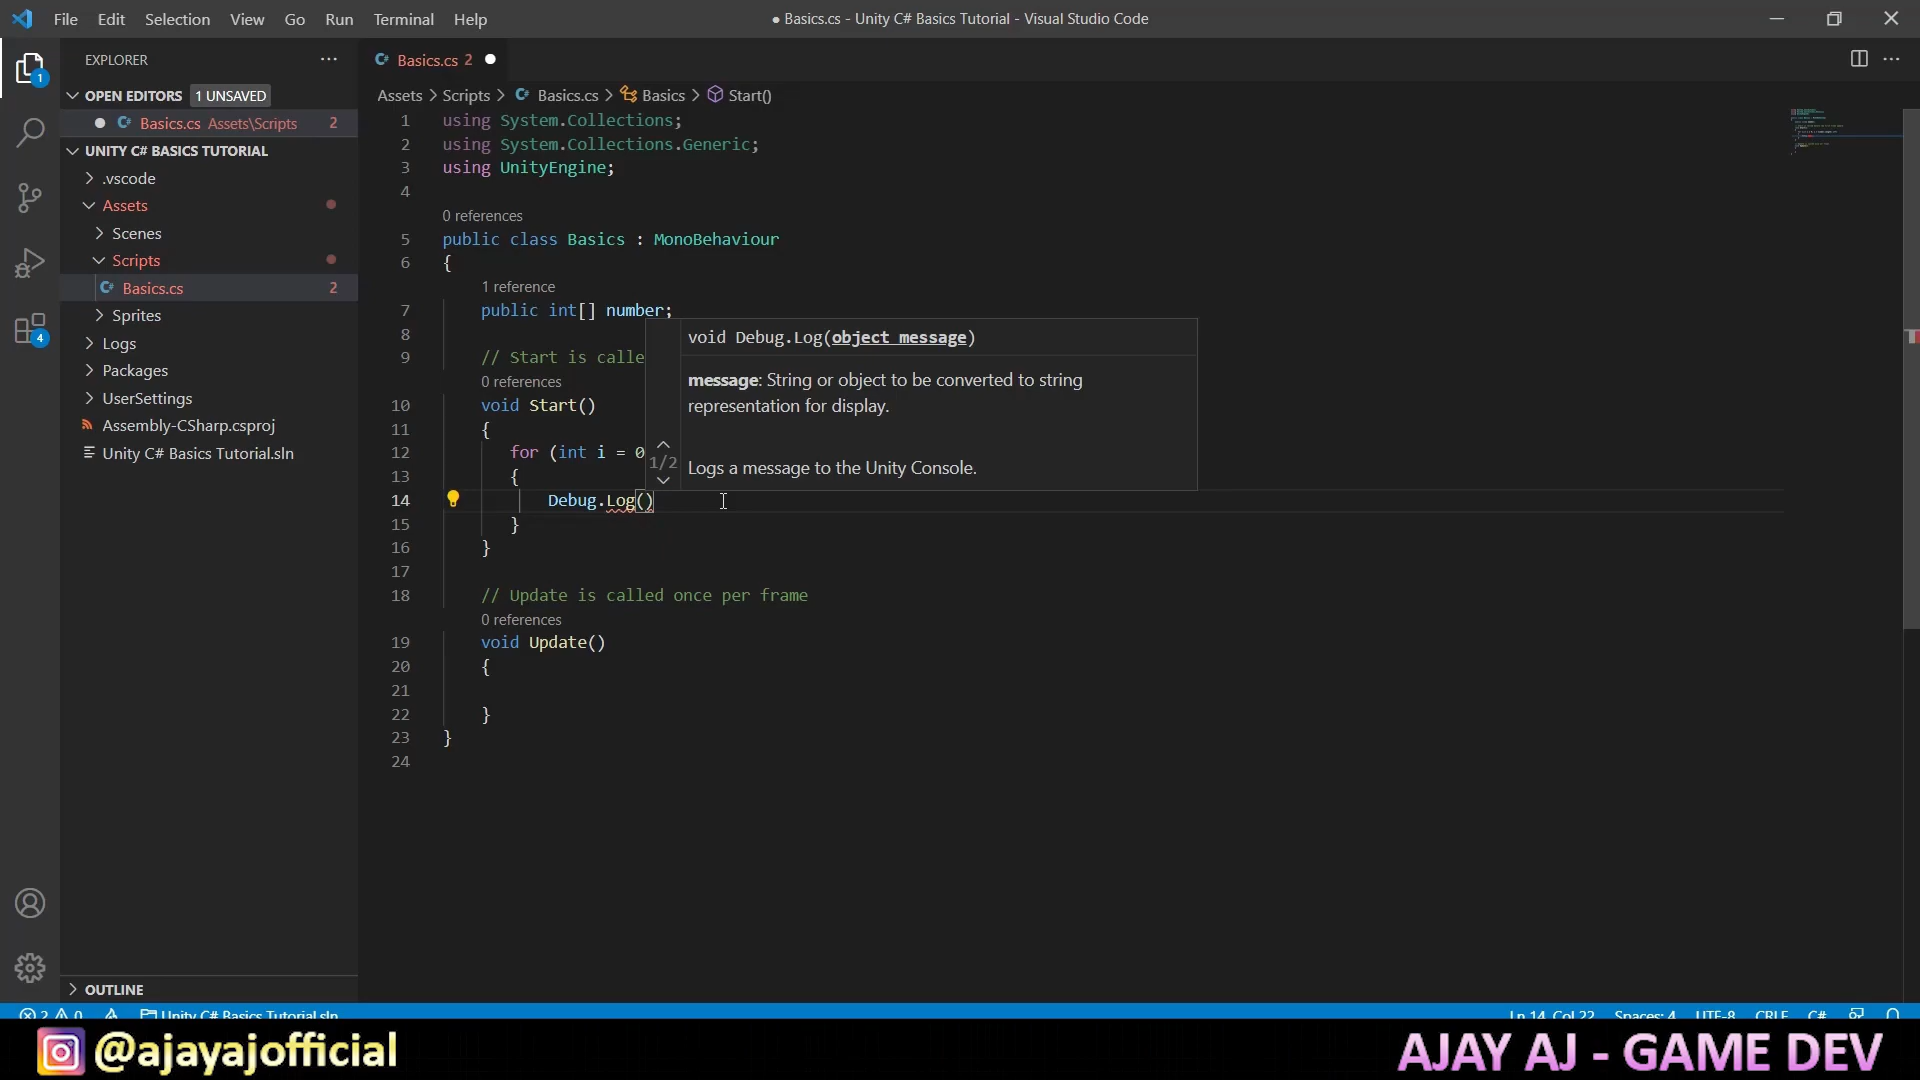 File Edit Selection View Go Run Terminal Help
● Basics.cs - Unity C# Basics Tutorial - Visual Studio Code
EXPLORER
OPEN EDITORS 1 UNSAVED
Basics.cs Assets\Scripts 2
UNITY C# BASICS TUTORIAL
.vscode
Assets
Scenes
Scripts
Basics.cs 2
Sprites
Logs
Packages
UserSettings
Assembly-CSharp.csproj
Unity C# Basics Tutorial.sln
OUTLINE
1
4
Basics.cs 2
Assets > Scripts > Basics.cs > Basics > Start()
1 using System.Collections;
2 using System.Collections.Generic;
3 using UnityEngine;
4
0 references
5 public class Basics : MonoBehaviour
6 {
1 reference
7 public int[] number;
8
9 // Start is calle
0 references
10 void Start()
11 {
12 for (int i = 0
13 {
14 Debug.Log()
15 }
16 }
17
18 // Update is called once per frame
0 references
19 void Update()
20 {
21
22 }
23 }
24
void Debug.Log(object message)
message: String or object to be converted to string
representation for display.
1/2
Logs a message to the Unity Console.
2 0 Unity C# Basics Tutorial.sln
Ln 14, Col 22 Spaces: 4 UTF-8 CRLF C#
@ajayajofficial
AJAY AJ - GAME DEV